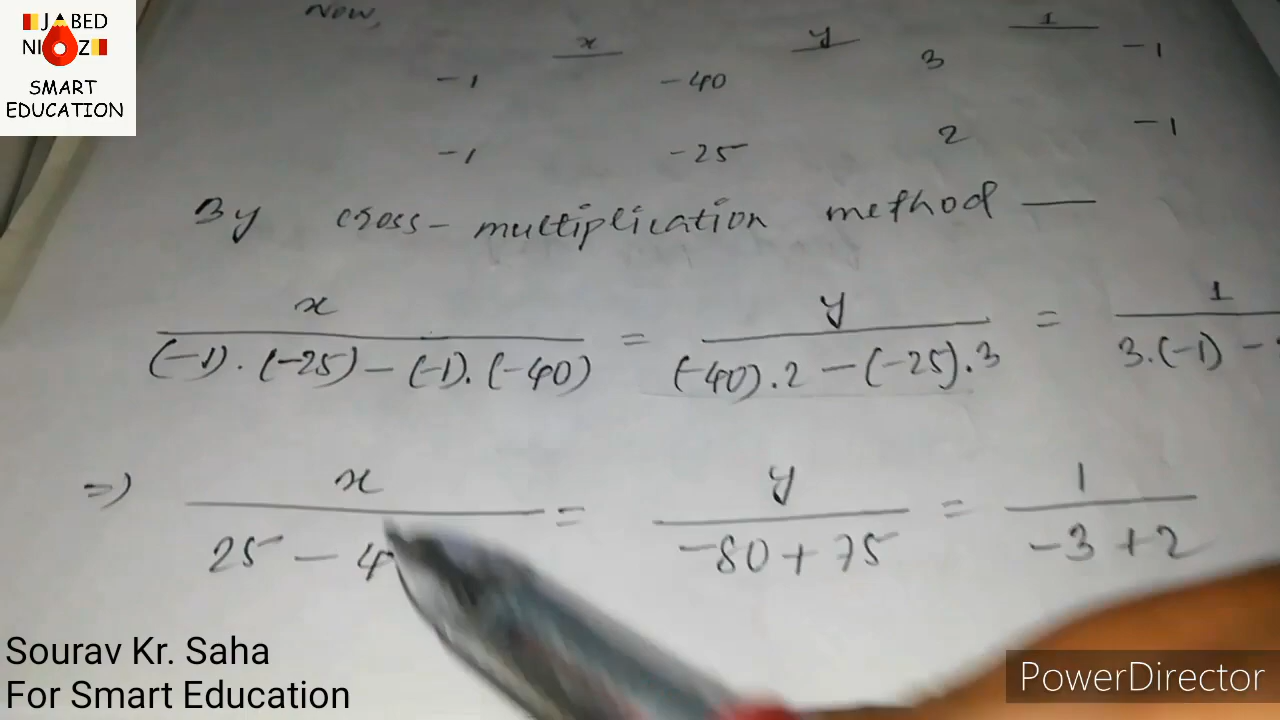 JABED
NIOZ
SMART
EDUCATION
Now,
x y 1
-1 -40 3 -1
-1 -25 2 -1
By cross-multiplication method —
x / (-1).(-25)-(-1).(-40) = y / (-40).2-(-25).3 = 1 / 3.(-1)-
=> x / 25-4 = y / -80+75 = 1 / -3+2
Sourav Kr. Saha
For Smart Education
PowerDirector